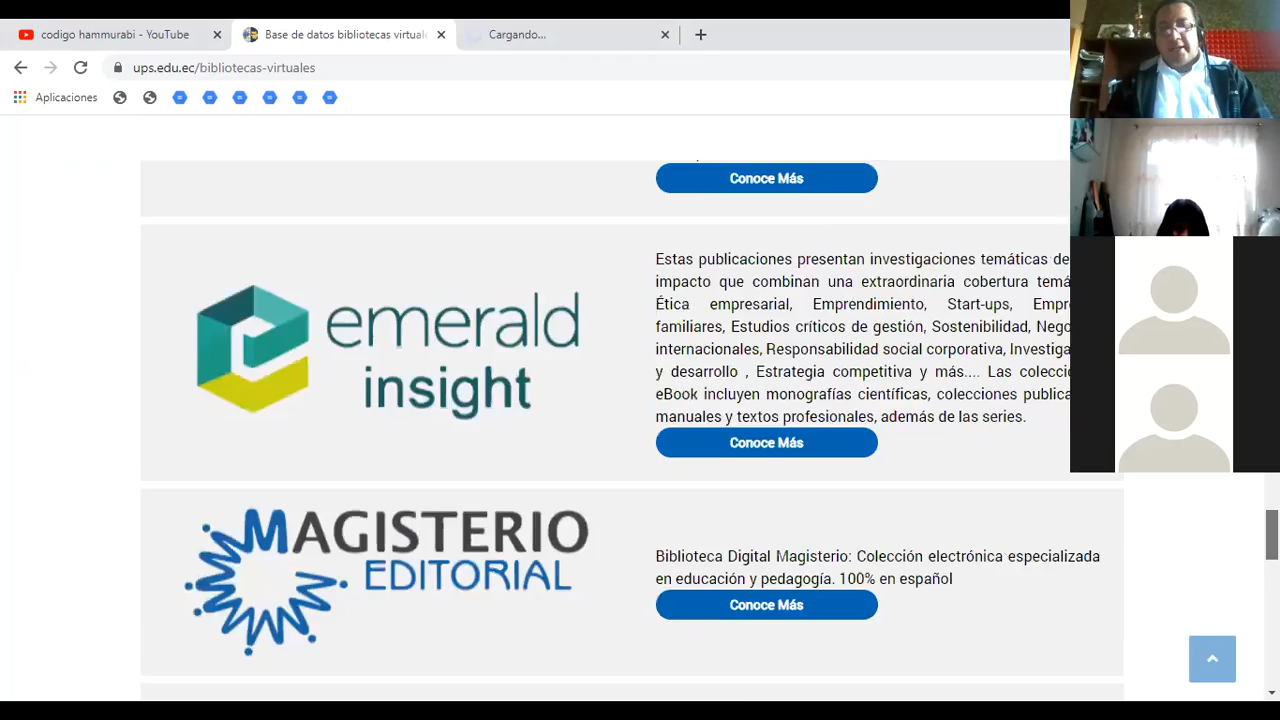 codigo hammurabi - YouTube
Base de datos bibliotecas virtuale
Cargando...
ups.edu.ec/bibliotecas-virtuales
Aplicaciones
Conoce Más
emerald
insight
Estas publicaciones presentan investigaciones temáticas de
impacto que combinan una extraordinaria cobertura temá
Ética empresarial, Emprendimiento, Start-ups, Empre
familiares, Estudios críticos de gestión, Sostenibilidad, Nego
internacionales, Responsabilidad social corporativa, Investiga
y desarrollo , Estrategia competitiva y más.... Las colecci
eBook incluyen monografías científicas, colecciones publica
manuales y textos profesionales, además de las series.
Conoce Más
MAGISTERIO
EDITORIAL
Biblioteca Digital Magisterio: Colección electrónica especializada
en educación y pedagogía. 100% en español
Conoce Más